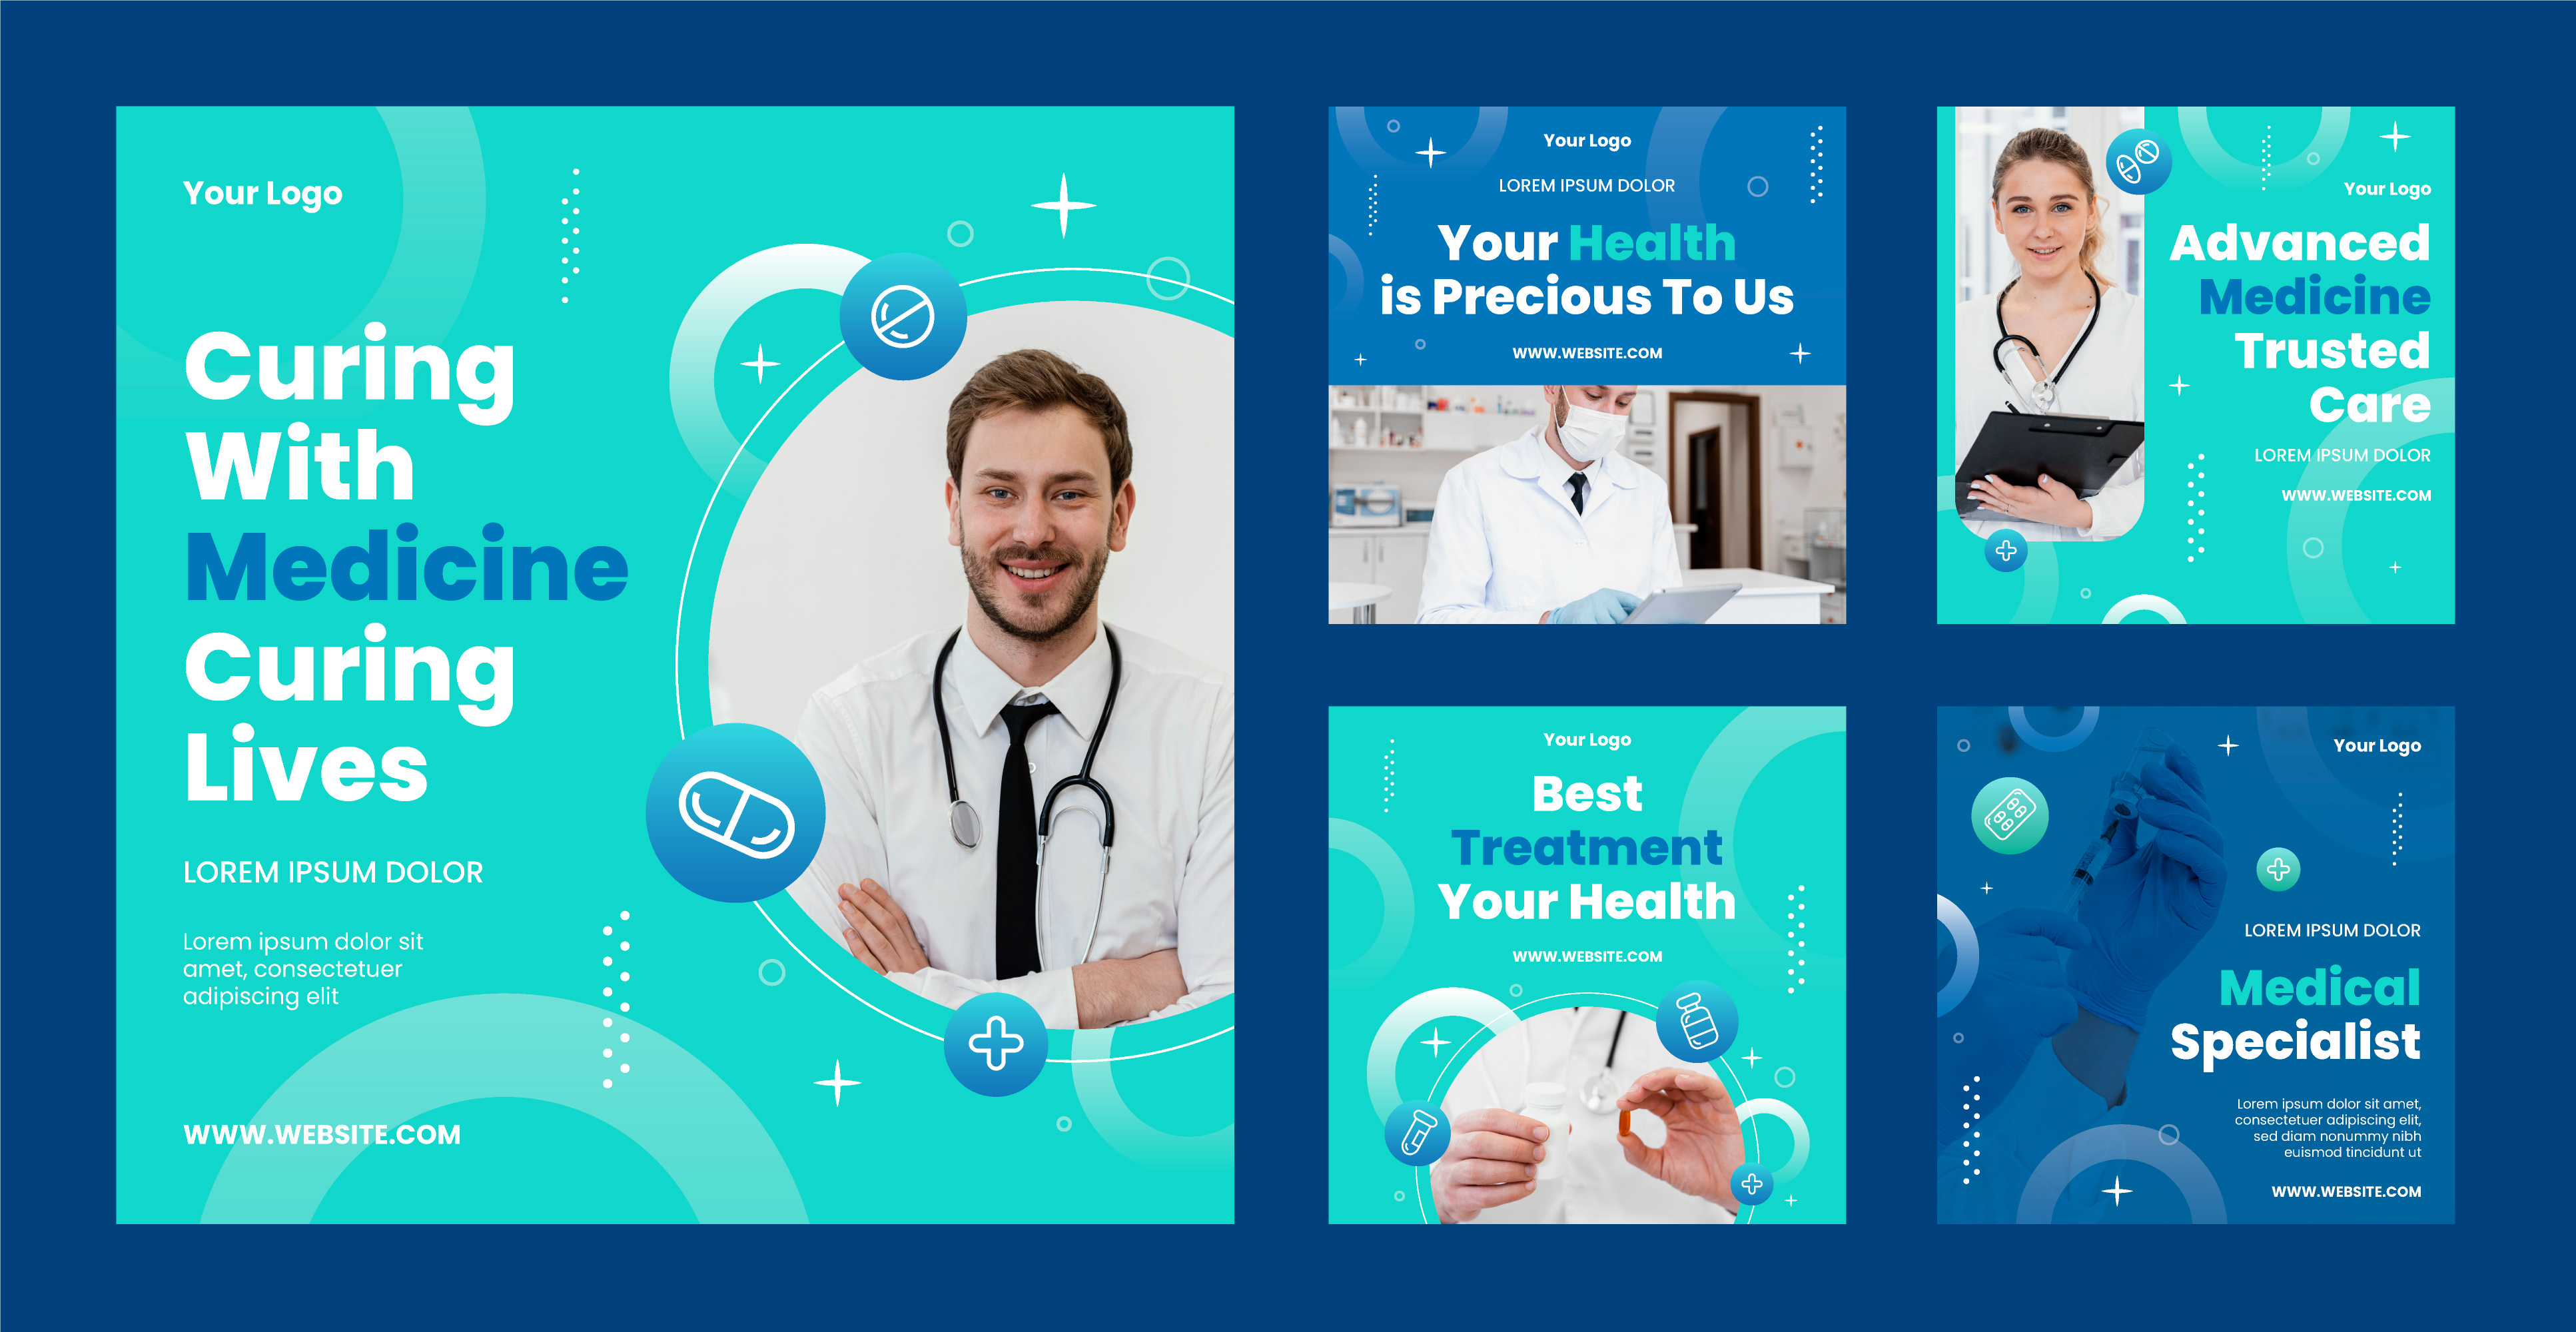 Your Logo
Curing
With
Medicine
Curing
Lives
LOREM IPSUM DOLOR
Lorem ipsum dolor sit
amet, consectetuer
adipiscing elit
WWW.WEBSITE.COM
Your Logo
LOREM IPSUM DOLOR
Your Health
is Precious To Us
WWW.WEBSITE.COM
Your Logo
Advanced
Medicine
Trusted
Care
LOREM IPSUM DOLOR
WWW.WEBSITE.COM
Your Logo
Best
Treatment
Your Health
WWW.WEBSITE.COM
Your Logo
LOREM IPSUM DOLOR
Medical
Specialist
Lorem ipsum dolor sit amet,
consectetuer adipiscing elit,
sed diam nonummy nibh
euismod tincidunt ut
WWW.WEBSITE.COM